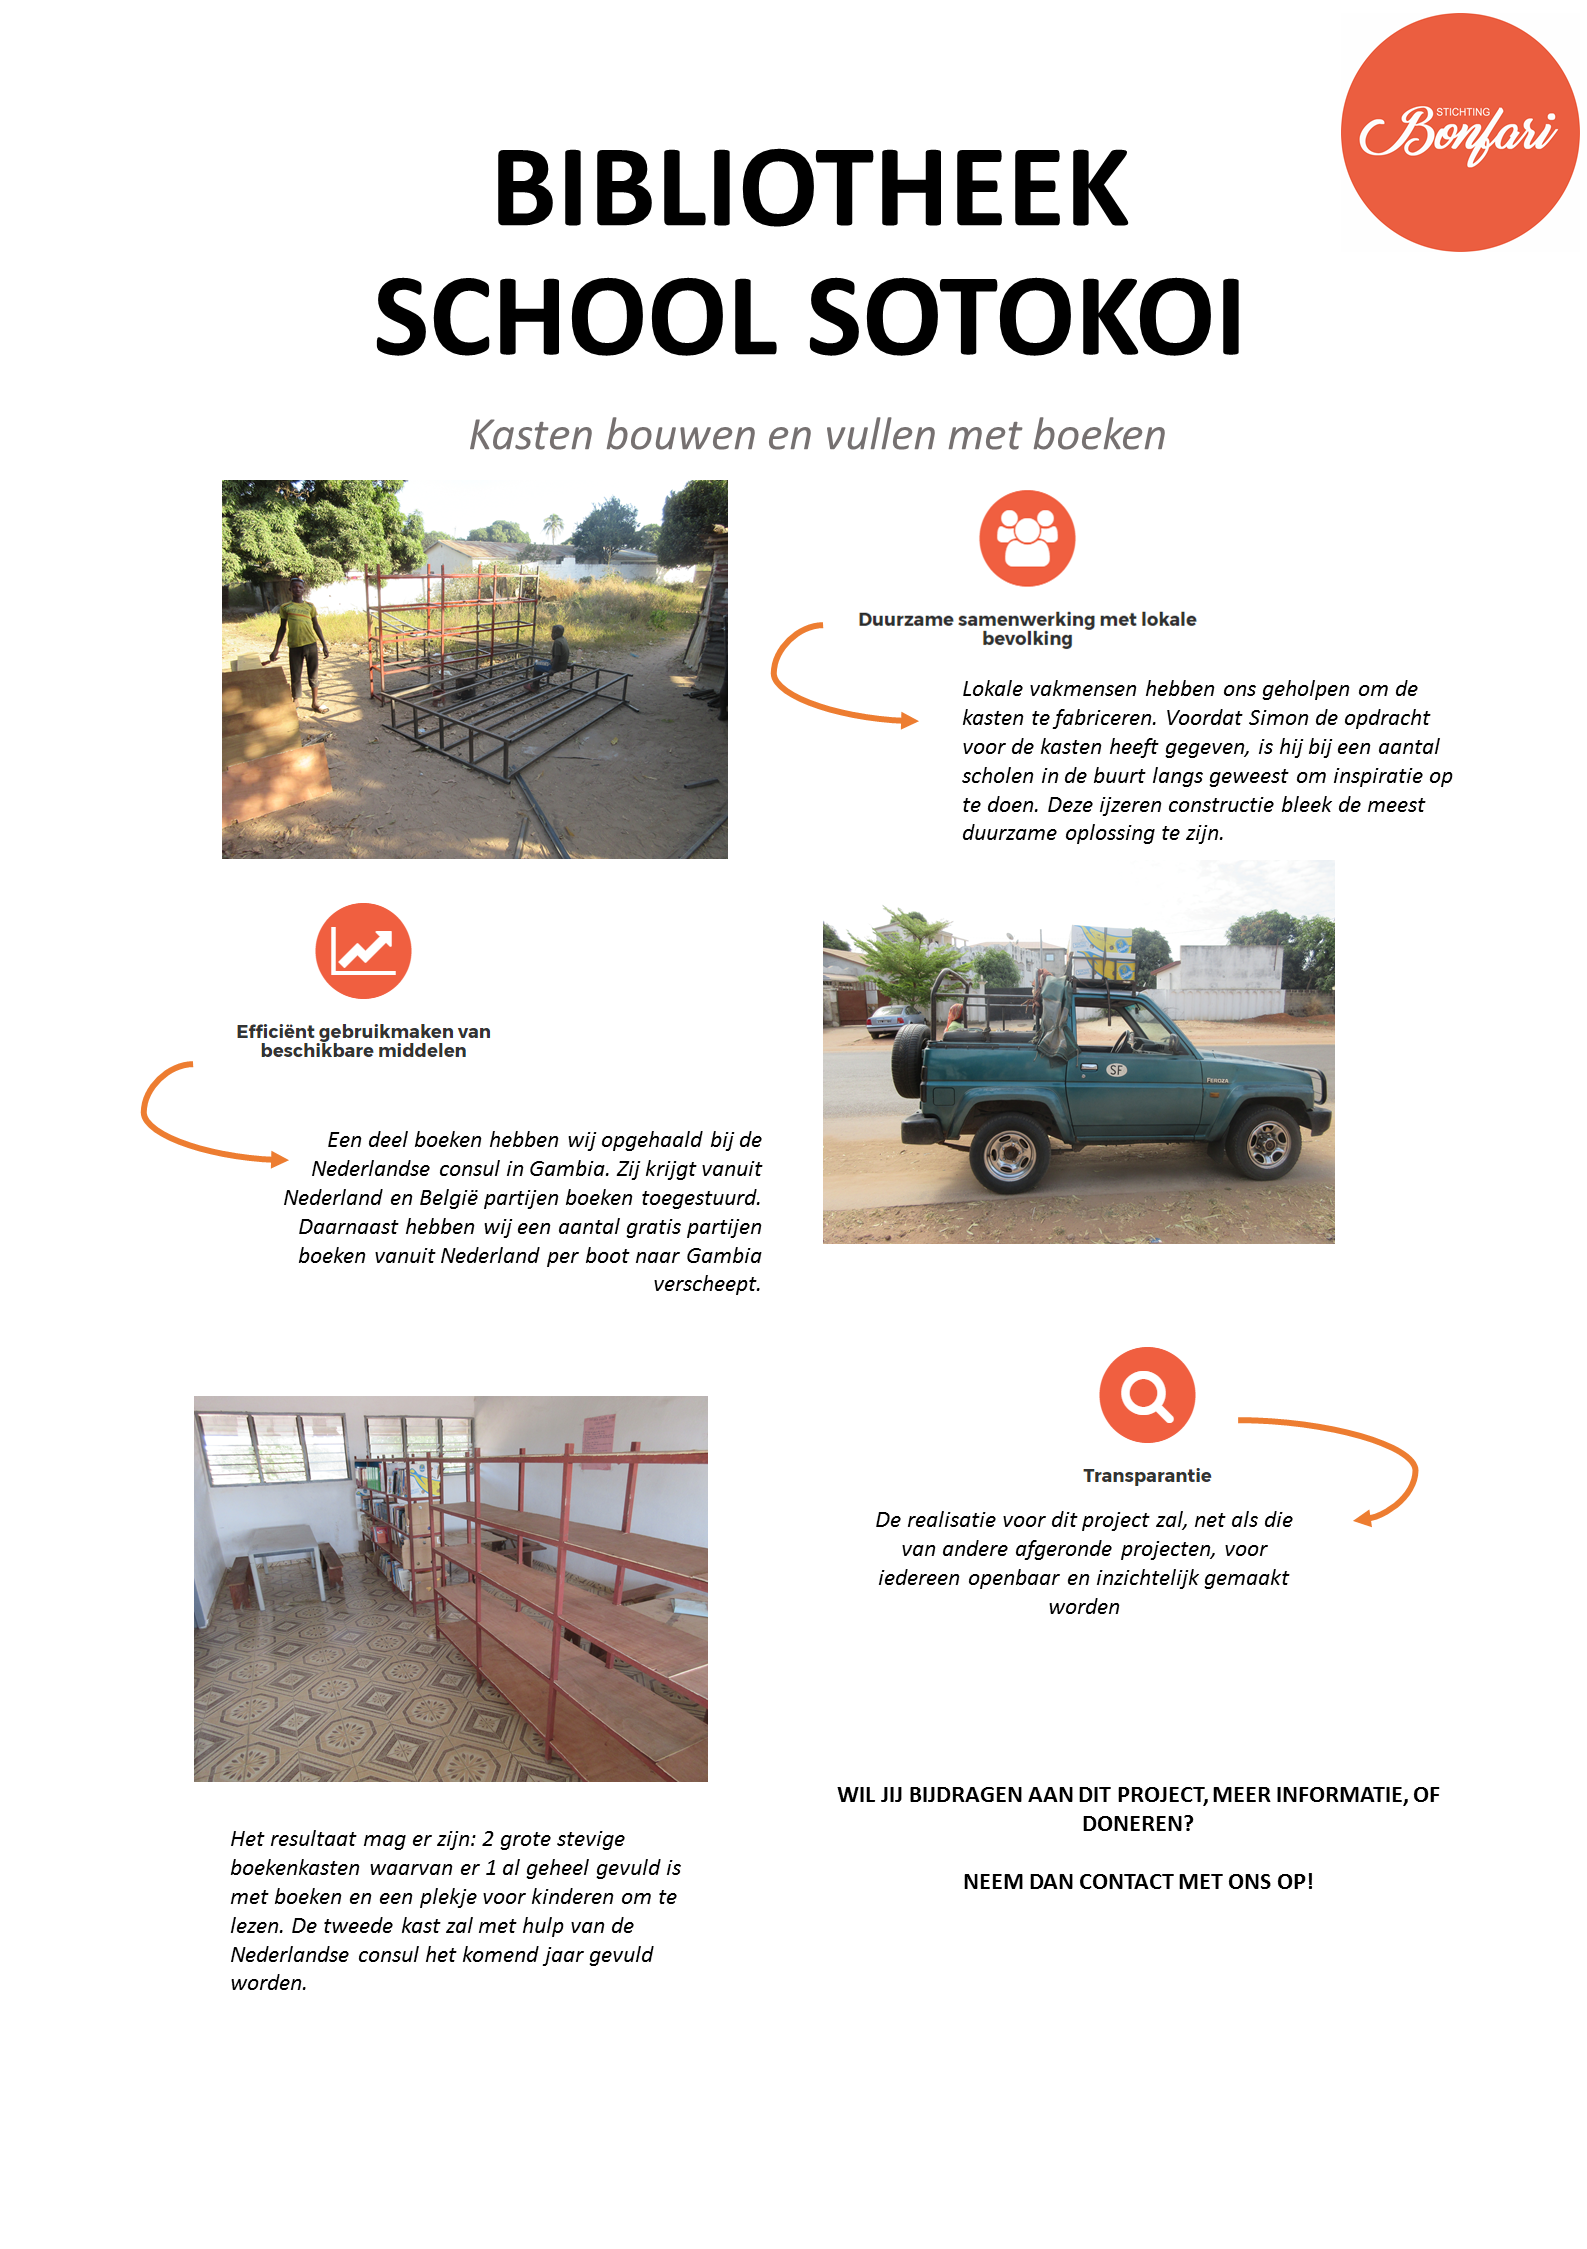 STICHTING
Bonfari
BIBLIOTHEEK
SCHOOL SOTOKOI
Kasten bouwen en vullen met boeken
Duurzame samenwerking met lokale
bevolking
Lokale vakmensen hebben ons geholpen om de
kasten te fabriceren. Voordat Simon de opdracht
voor de kasten heeft gegeven, is hij bij een aantal
scholen in de buurt langs geweest om inspiratie op
te doen. Deze ijzeren constructie bleek de meest
duurzame oplossing te zijn.
Efficiënt gebruikmaken van
beschikbare middelen
Een deel boeken hebben wij opgehaald bij de
Nederlandse consul in Gambia. Zij krijgt vanuit
Nederland en België partijen boeken toegestuurd.
Daarnaast hebben wij een aantal gratis partijen
boeken vanuit Nederland per boot naar Gambia
verscheept.
SF
FEROZA
Transparantie
De realisatie voor dit project zal, net als die
van andere afgeronde projecten, voor
iedereen openbaar en inzichtelijk gemaakt
worden
Het resultaat mag er zijn: 2 grote stevige
boekenkasten waarvan er 1 al geheel gevuld is
met boeken en een plekje voor kinderen om te
lezen. De tweede kast zal met hulp van de
Nederlandse consul het komend jaar gevuld
worden.
WIL JIJ BIJDRAGEN AAN DIT PROJECT, MEER INFORMATIE, OF
DONEREN?
NEEM DAN CONTACT MET ONS OP!